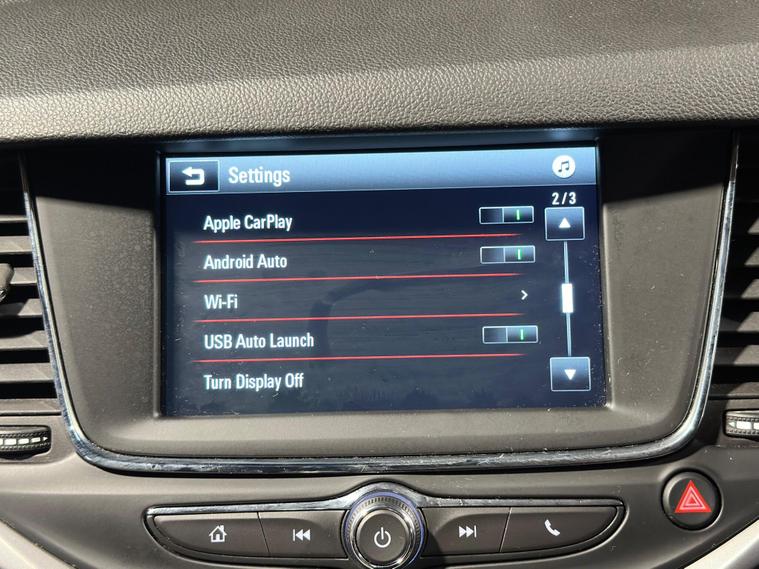 Settings
2/3
Apple CarPlay
Android Auto
Wi-Fi
USB Auto Launch
Turn Display Off